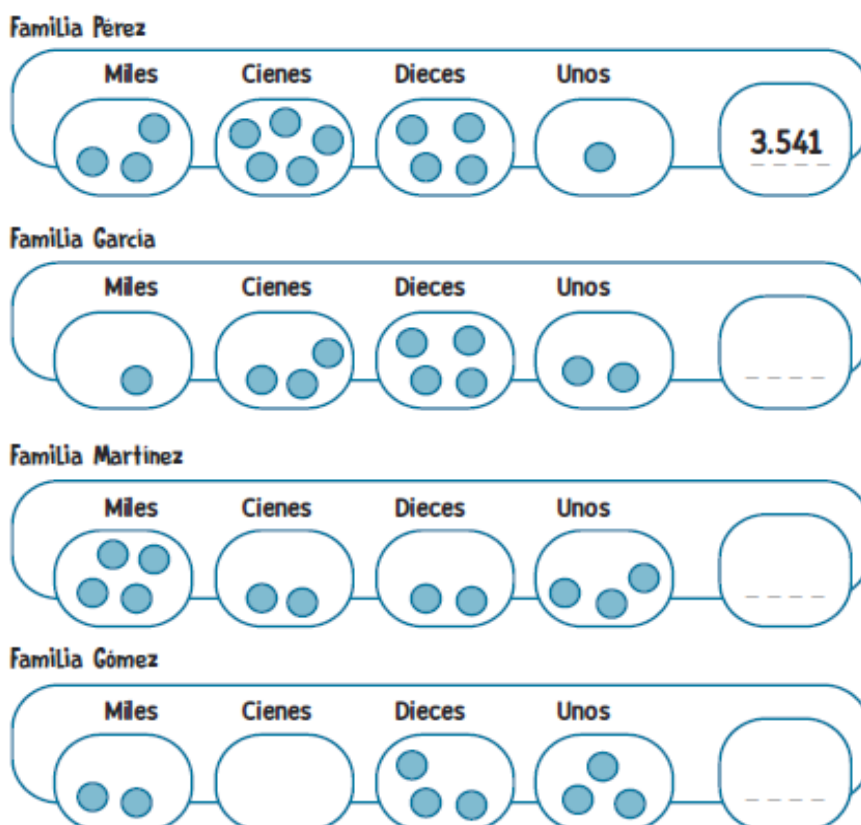 Familia Pérez
Miles Cienes Dieces Unos
3.541
Familia García
Miles Cienes Dieces Unos
Familia Martínez
Miles Cienes Dieces Unos
Familia Gómez
Miles Cienes Dieces Unos